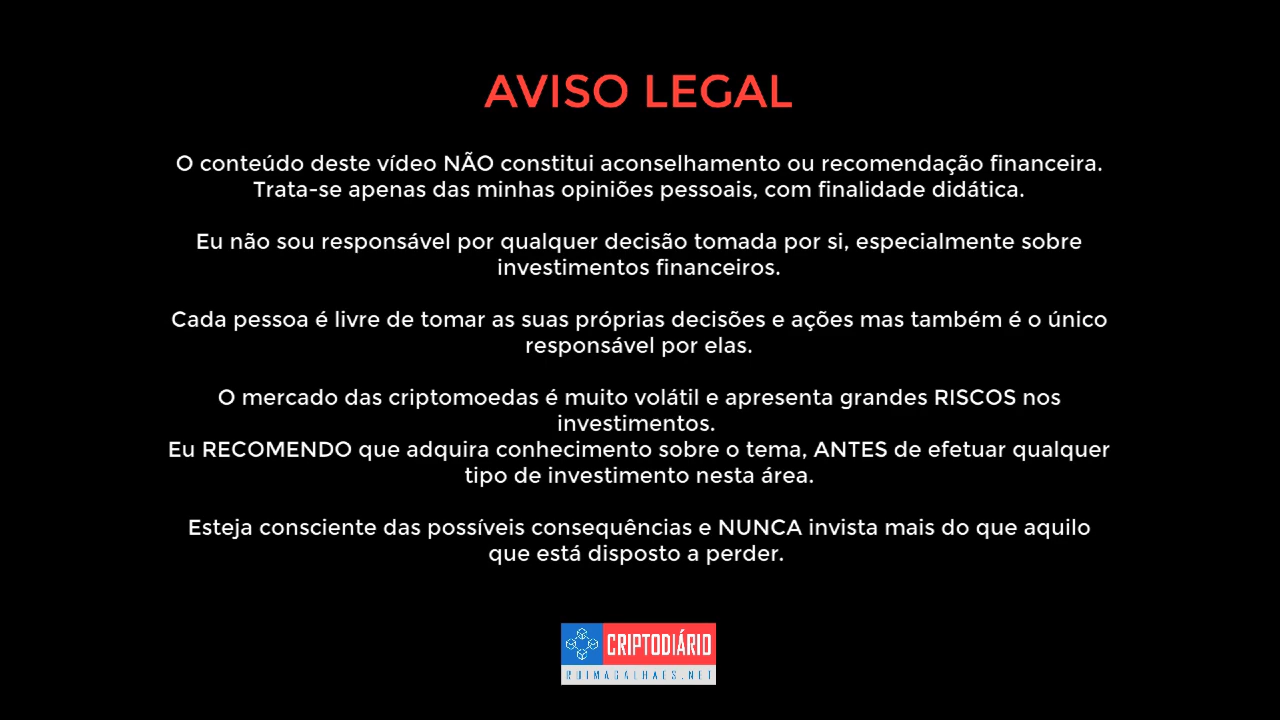 AVISO LEGAL
O conteúdo deste vídeo NÃO constitui aconselhamento ou recomendação financeira.
Trata-se apenas das minhas opiniões pessoais, com finalidade didática.
Eu não sou responsável por qualquer decisão tomada por si, especialmente sobre
investimentos financeiros.
Cada pessoa é livre de tomar as suas próprias decisões e ações mas também é o único
responsável por elas.
O mercado das criptomoedas é muito volátil e apresenta grandes RISCOS nos
investimentos.
Eu RECOMENDO que adquira conhecimento sobre o tema, ANTES de efetuar qualquer
tipo de investimento nesta área.
Esteja consciente das possíveis consequências e NUNCA invista mais do que aquilo
que está disposto a perder.
CRIPTODIÁRIO
RUIMAGALHAES.NET